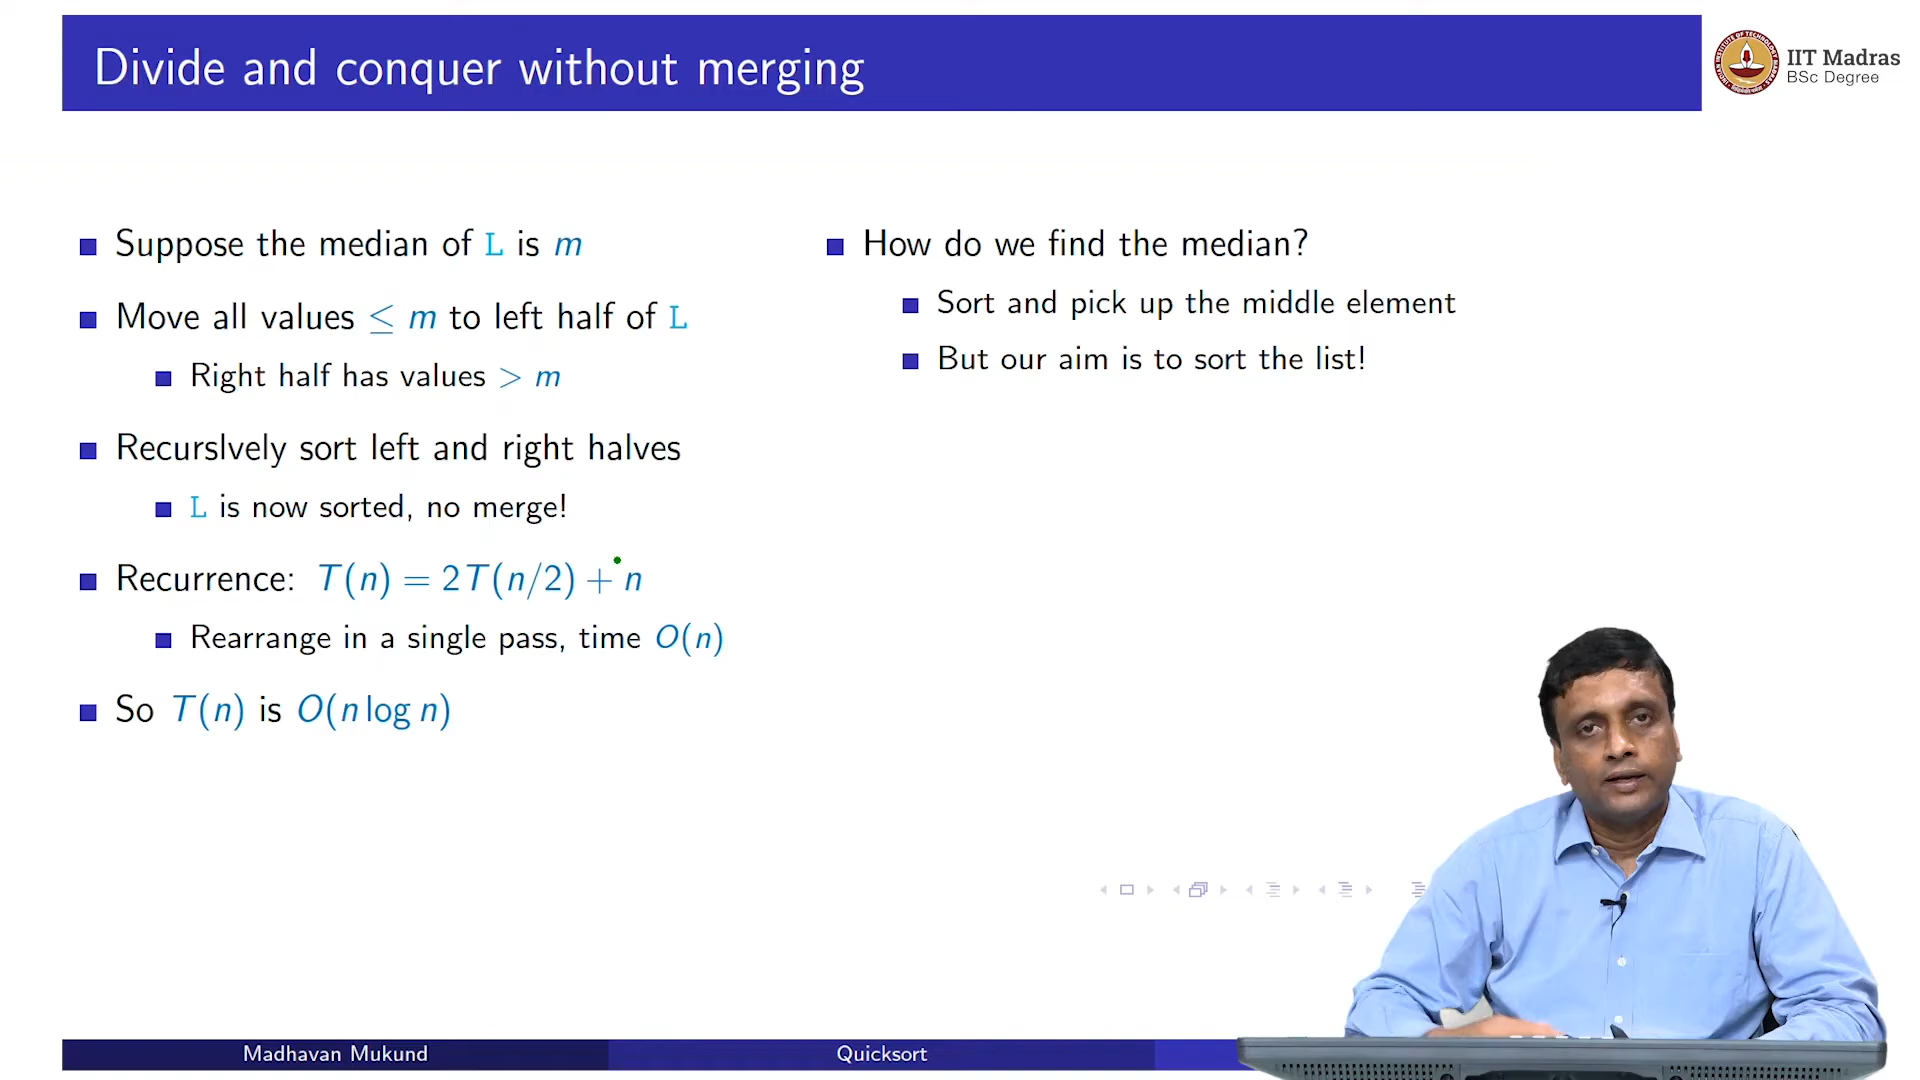 Divide and conquer without merging
IIT Madras
BSc Degree
Suppose the median of L is m
Move all values ≤ m to left half of L
Right half has values > m
Recurslvely sort left and right halves
L is now sorted, no merge!
Recurrence: T(n) = 2T(n/2) + n
Rearrange in a single pass, time O(n)
So T(n) is O(n log n)
How do we find the median?
Sort and pick up the middle element
But our aim is to sort the list!
Madhavan Mukund
Quicksort